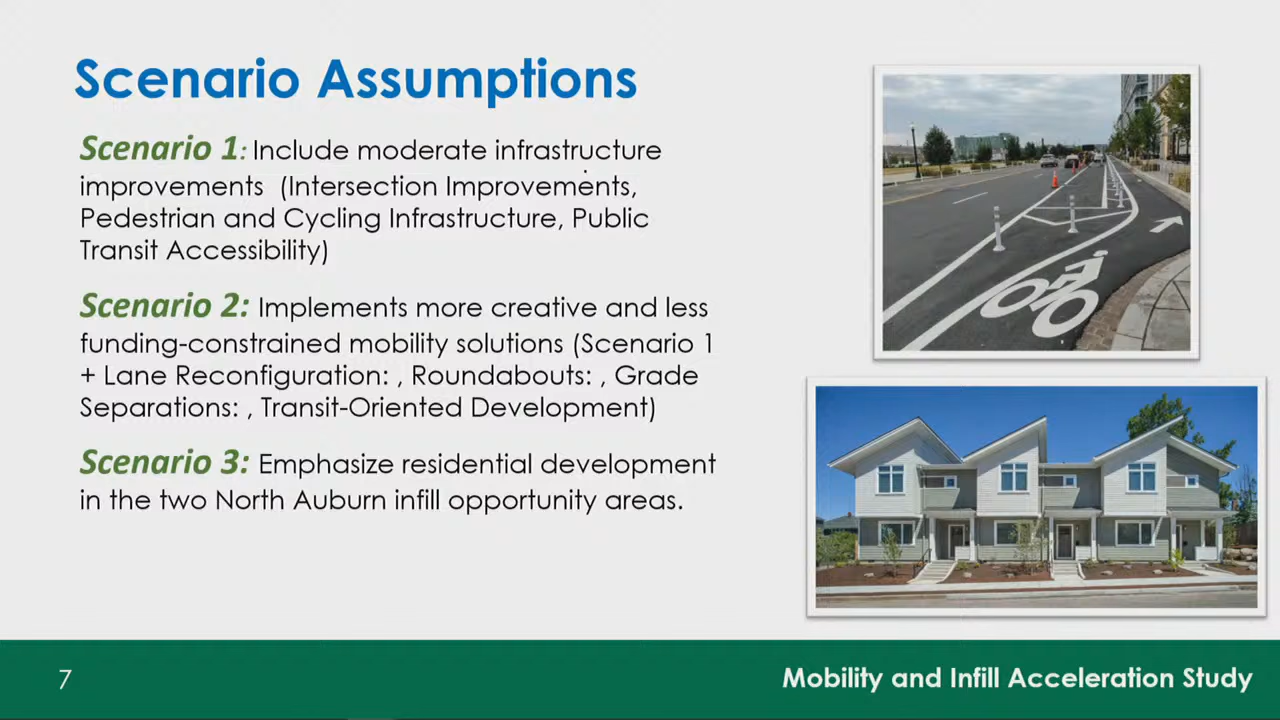 Scenario Assumptions
Scenario 1: Include moderate infrastructure
improvements (Intersection Improvements,
Pedestrian and Cycling Infrastructure, Public
Transit Accessibility)
Scenario 2: Implements more creative and less
funding-constrained mobility solutions (Scenario 1
+ Lane Reconfiguration: , Roundabouts: , Grade
Separations: , Transit-Oriented Development)
Scenario 3: Emphasize residential development
in the two North Auburn infill opportunity areas.
7
Mobility and Infill Acceleration Study